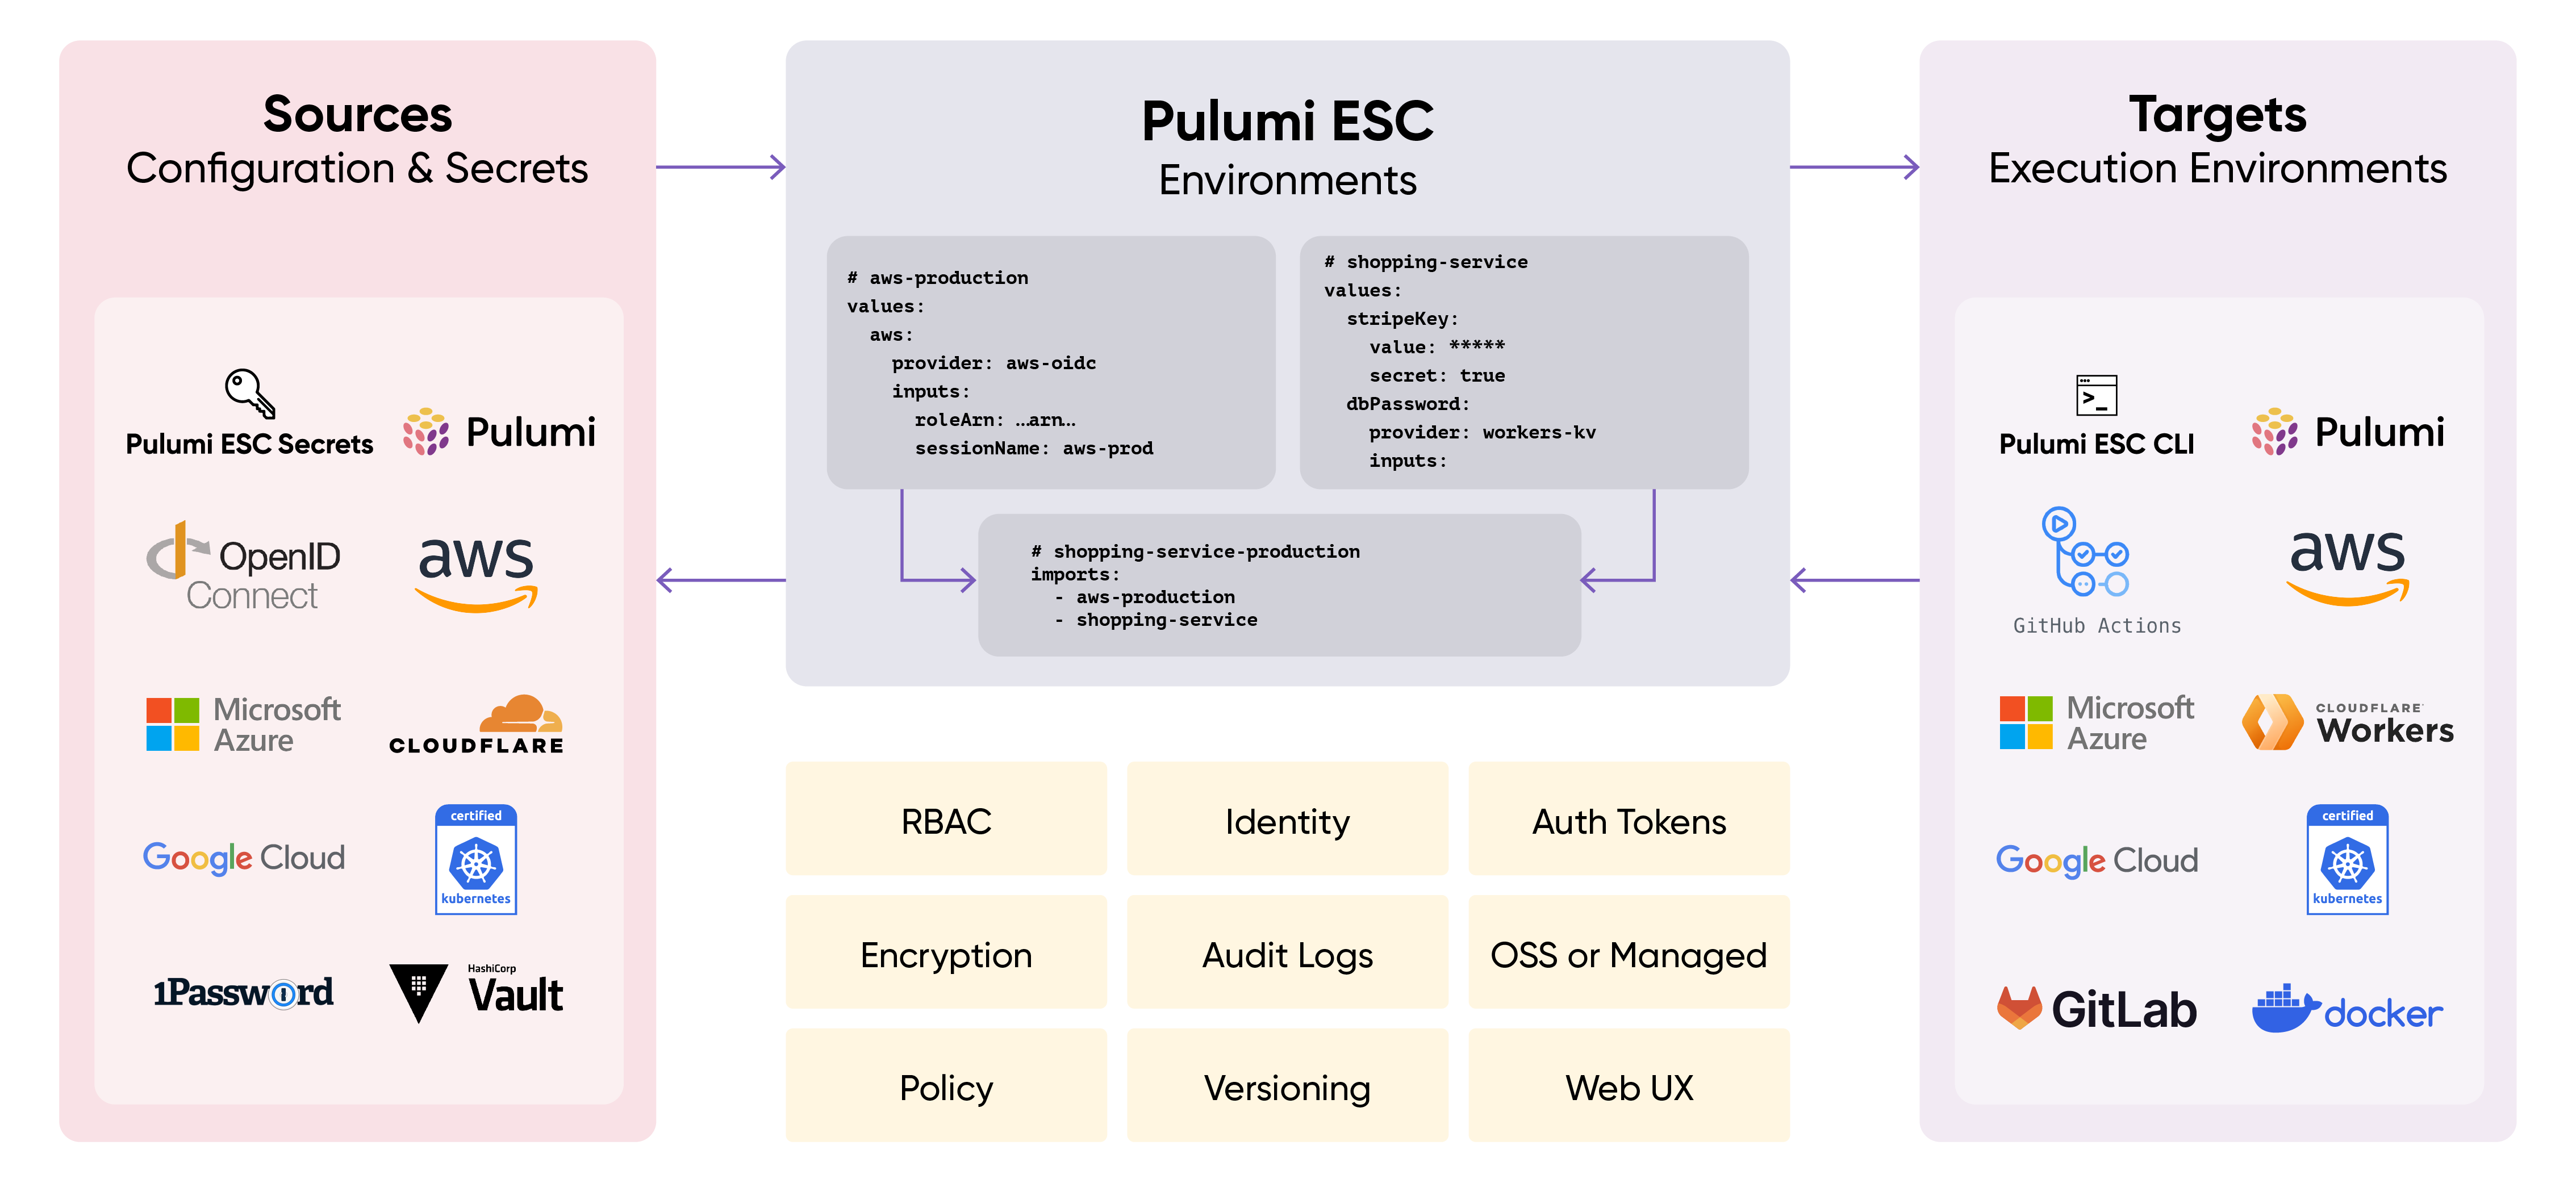 Sources
Configuration & Secrets
Pulumi ESC Secrets
Pulumi
OpenID
Connect
aws
Microsoft
Azure
CLOUDFLARE
Google Cloud
certified
kubernetes
1Password
HashiCorp
Vault
Pulumi ESC
Environments
# aws-production
values:
  aws:
    provider: aws-oidc
    inputs:
      roleArn: …arn…
      sessionName: aws-prod
# shopping-service
values:
  stripeKey:
    value: *****
    secret: true
  dbPassword:
    provider: workers-kv
    inputs:
# shopping-service-production
imports:
  - aws-production
  - shopping-service
RBAC
Identity
Auth Tokens
Encryption
Audit Logs
OSS or Managed
Policy
Versioning
Web UX
Targets
Execution Environments
>_
Pulumi ESC CLI
Pulumi
GitHub Actions
aws
Microsoft
Azure
CLOUDFLARE
Workers
Google Cloud
certified
kubernetes
GitLab
docker